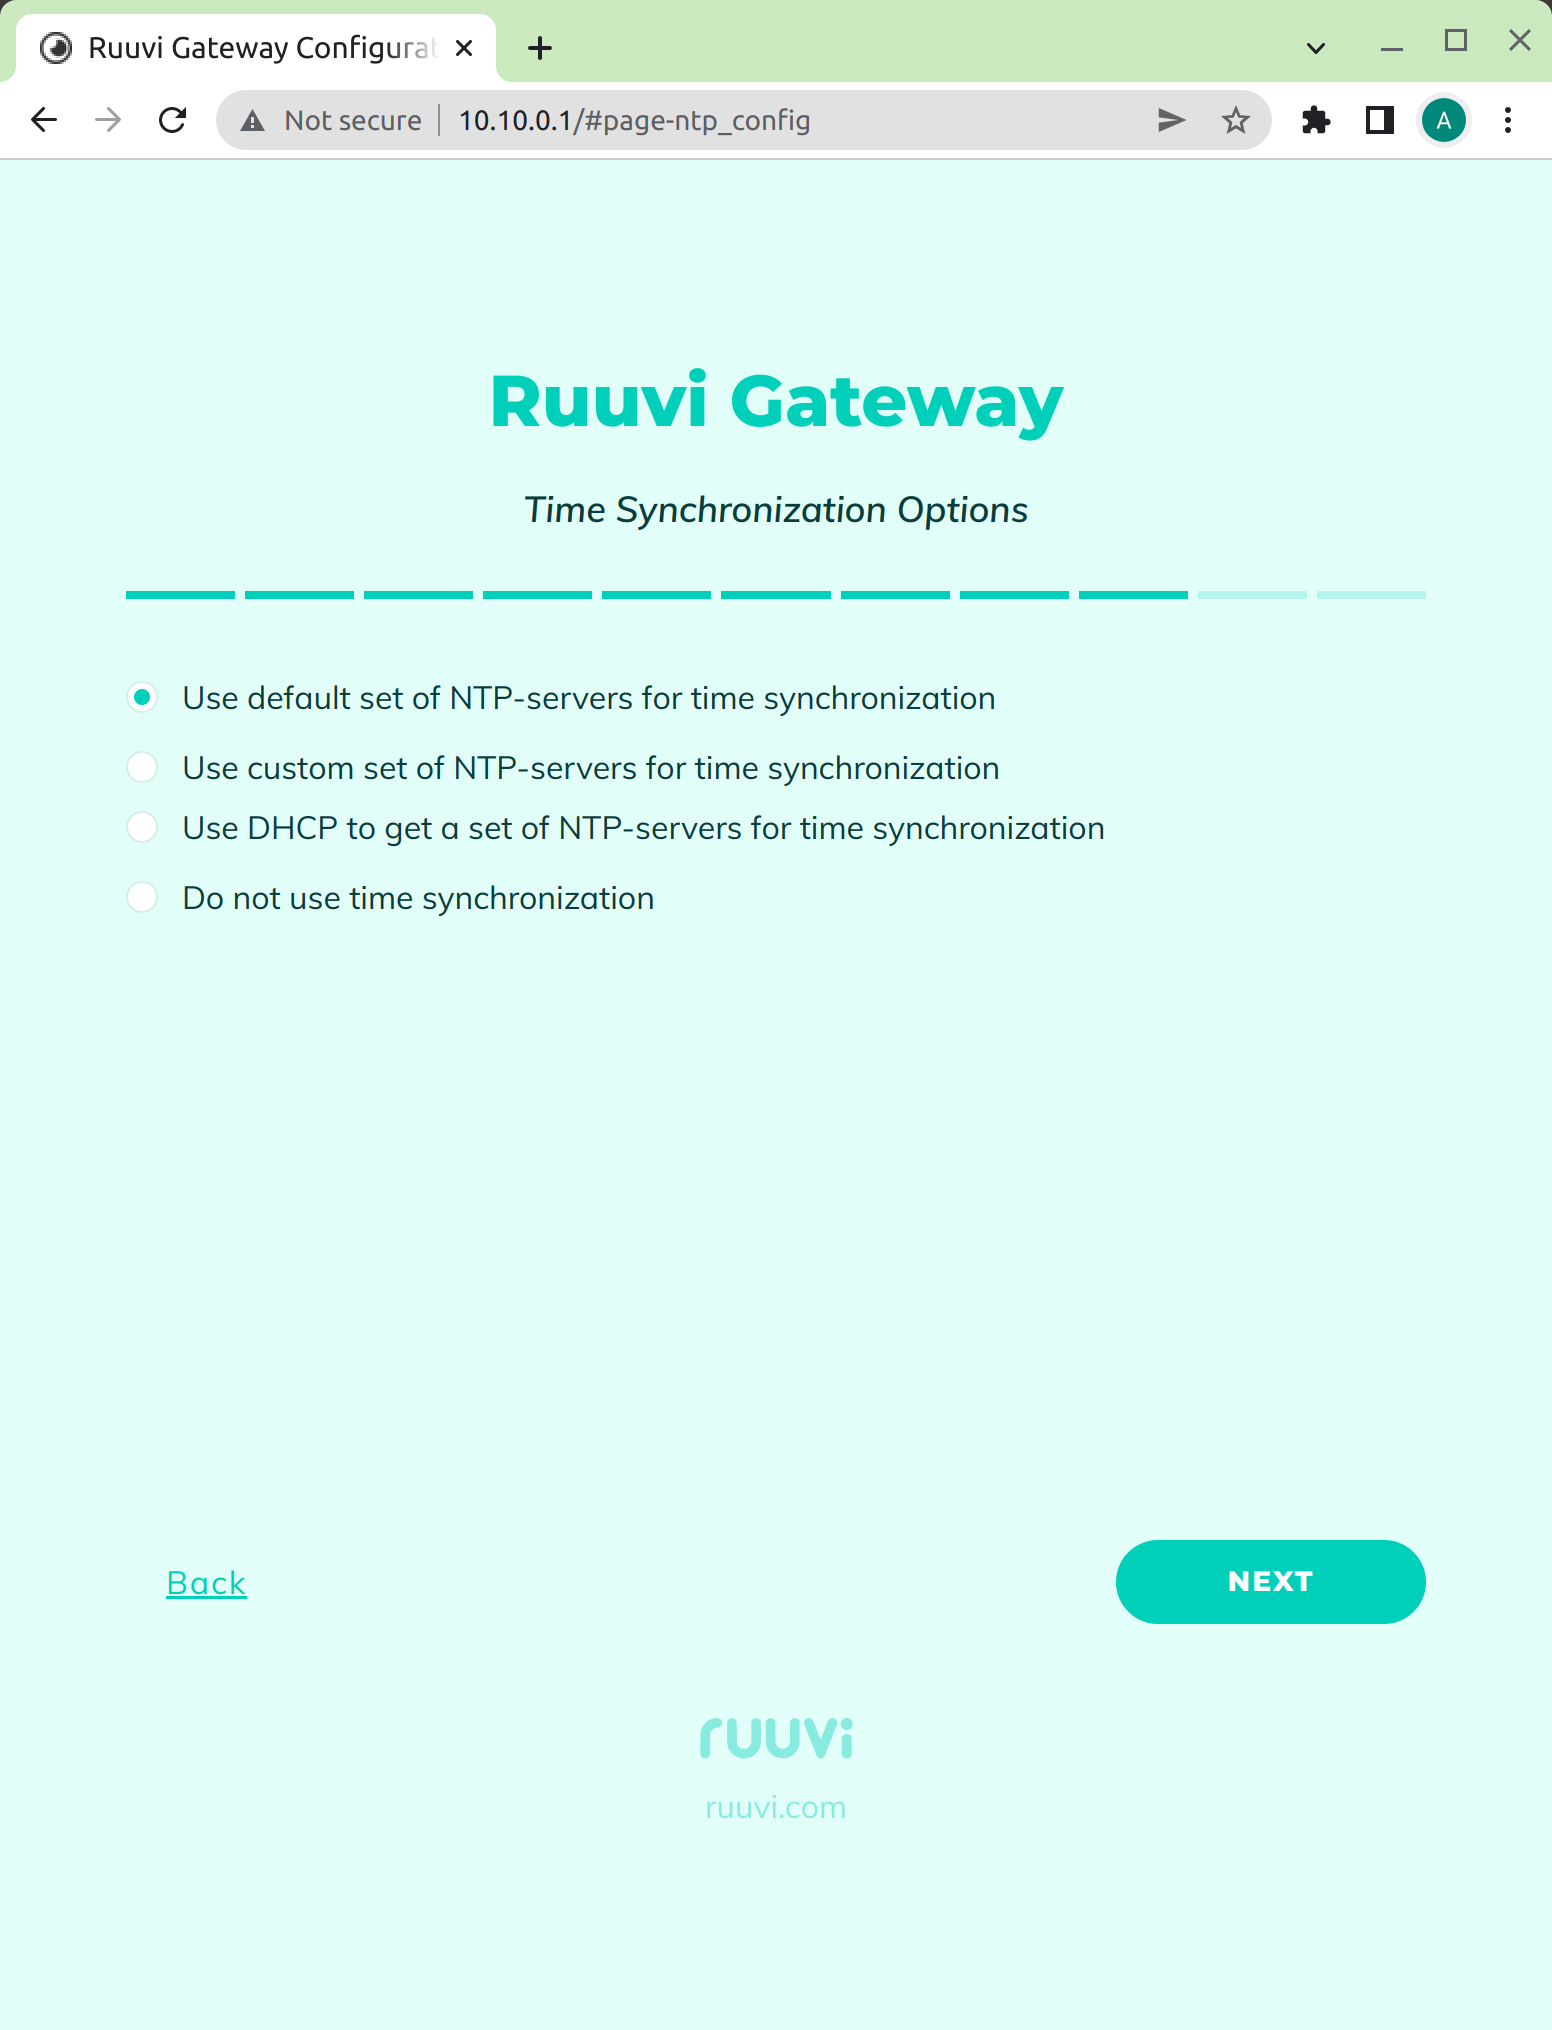 Ruuvi Gateway Configurat
Not secure
10.10.0.1/#page-ntp_config
A
Ruuvi Gateway
Time Synchronization Options
Use default set of NTP-servers for time synchronization
Use custom set of NTP-servers for time synchronization
Use DHCP to get a set of NTP-servers for time synchronization
Do not use time synchronization
Back
NEXT
ruuvi
ruuvi.com